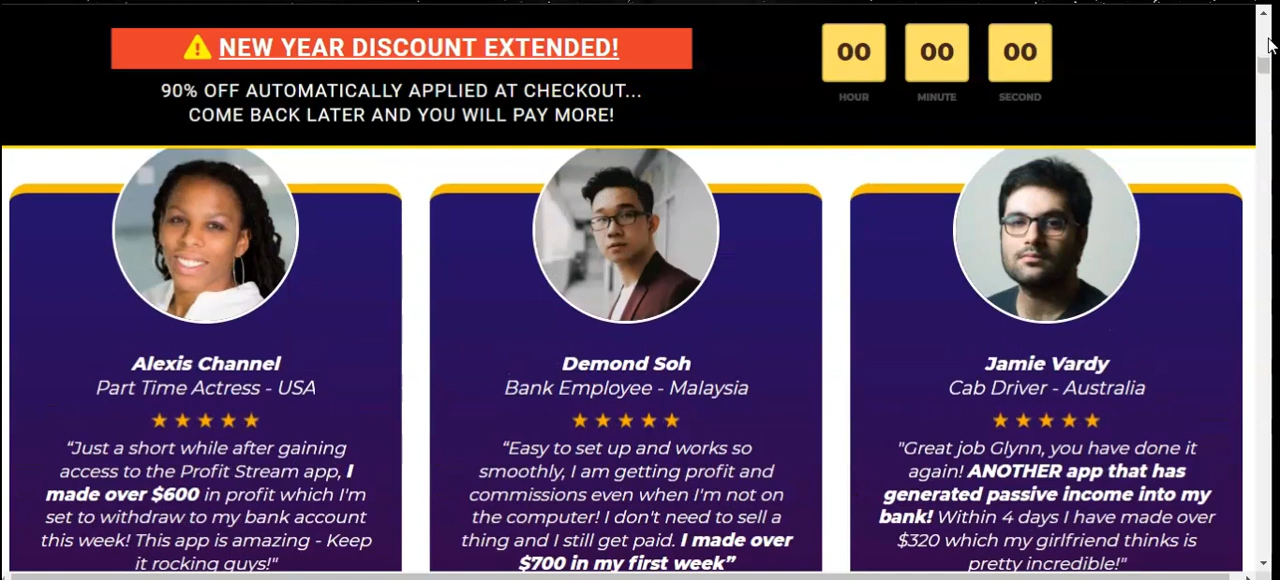 NEW YEAR DISCOUNT EXTENDED!
90% OFF AUTOMATICALLY APPLIED AT CHECKOUT...
COME BACK LATER AND YOU WILL PAY MORE!
00 00 00
HOUR MINUTE SECOND
Alexis Channel
Part Time Actress - USA
“Just a short while after gaining
access to the Profit Stream app, I
made over $600 in profit which I'm
set to withdraw to my bank account
this week! This app is amazing - Keep
it rocking guys!"
Demond Soh
Bank Employee - Malaysia
“Easy to set up and works so
smoothly, I am getting profit and
commissions even when I'm not on
the computer! I don't need to sell a
thing and I still get paid. I made over
$700 in my first week”
Jamie Vardy
Cab Driver - Australia
"Great job Glynn, you have done it
again! ANOTHER app that has
generated passive income into my
bank! Within 4 days I have made over
$320 which my girlfriend thinks is
pretty incredible!"